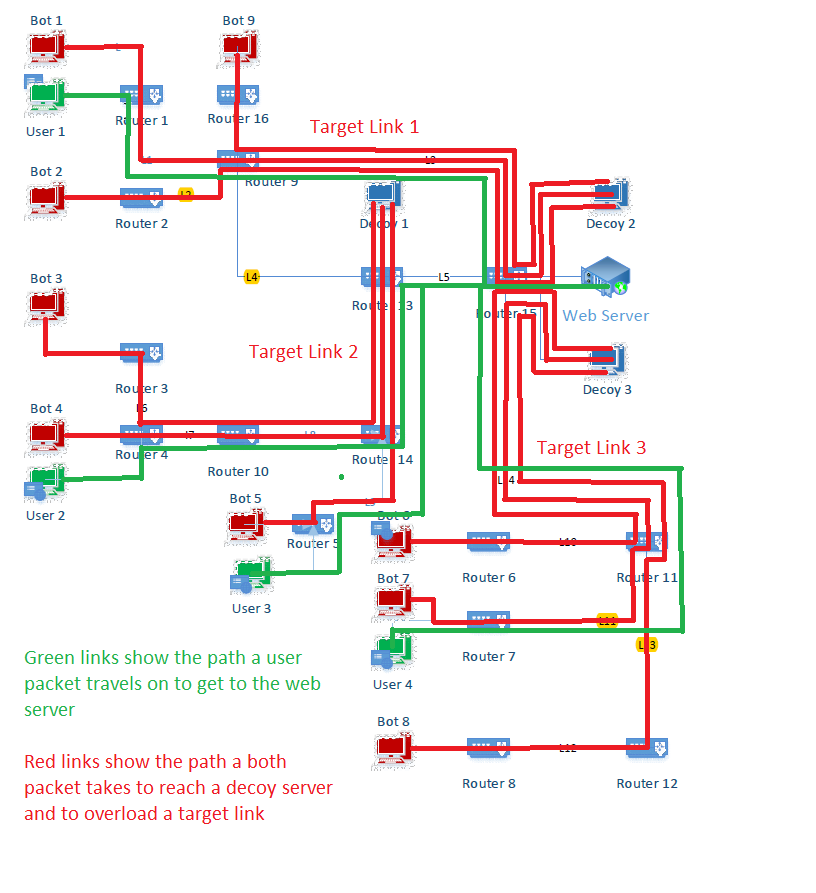 Bot 1
Bot 9
User 1
Router 1
Router 16
Target Link 1
L3
Bot 2
Router 9
L2
Router 2
Decoy 1
Decoy 2
Bot 3
L4
L5
Router 13
Router 15
Web Server
Target Link 2
Router 3
Decoy 3
Bot 4
L6
L7
L8
Router 4
Router 10
Router 14
Target Link 3
User 2
Bot 5
Router 5
Bot 6
L10
Router 6
Router 11
Bot 7
User 3
L11
Router 7
L13
User 4
Green links show the path a user
packet travels on to get to the web
server
Bot 8
L12
Router 8
Router 12
Red links show the path a both
packet takes to reach a decoy server
and to overload a target link